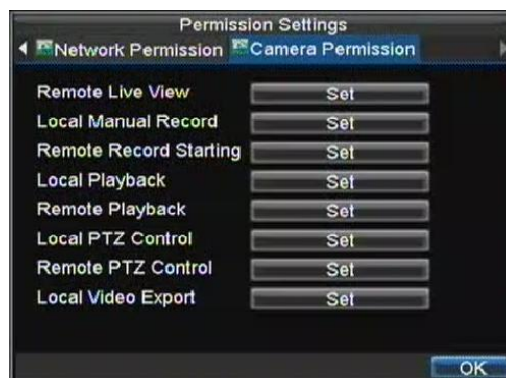 Permission Settings
Network Permission Camera Permission
Remote Live View Set
Local Manual Record Set
Remote Record Starting Set
Local Playback Set
Remote Playback Set
Local PTZ Control Set
Remote PTZ Control Set
Local Video Export Set
OK